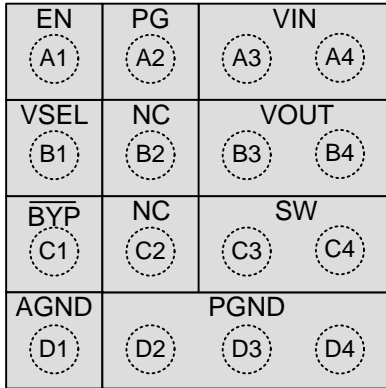 EN PG VIN
A1 A2 A3 A4
VSEL NC VOUT
B1 B2 B3 B4
BYP NC SW
C1 C2 C3 C4
AGND PGND
D1 D2 D3 D4